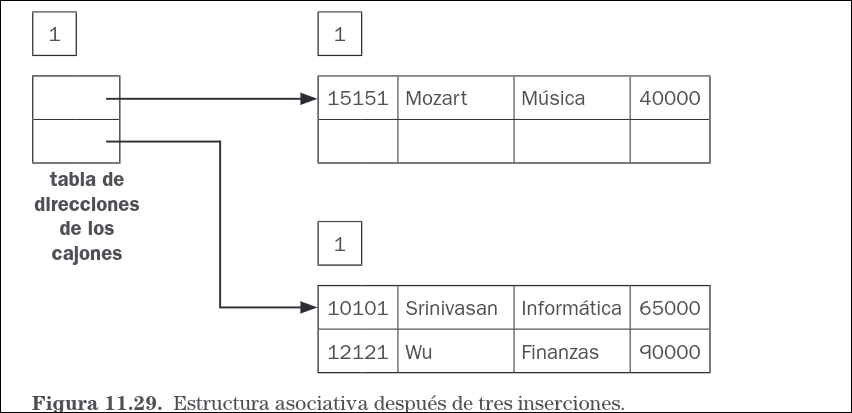 1
1
15151 Mozart Música 40000
tabla de
direcciones
de los
cajones
1
10101 Srinivasan Informática 65000
12121 Wu Finanzas 90000
Figura 11.29. Estructura asociativa después de tres inserciones.